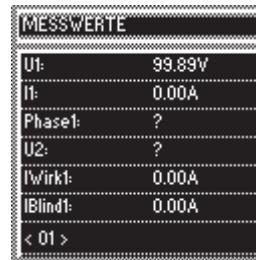 MESSWERTE
U1: 99.89V
I1: 0.00A
Phase1: ?
U2: ?
IWirk1: 0.00A
IBlind1: 0.00A
< 01 >